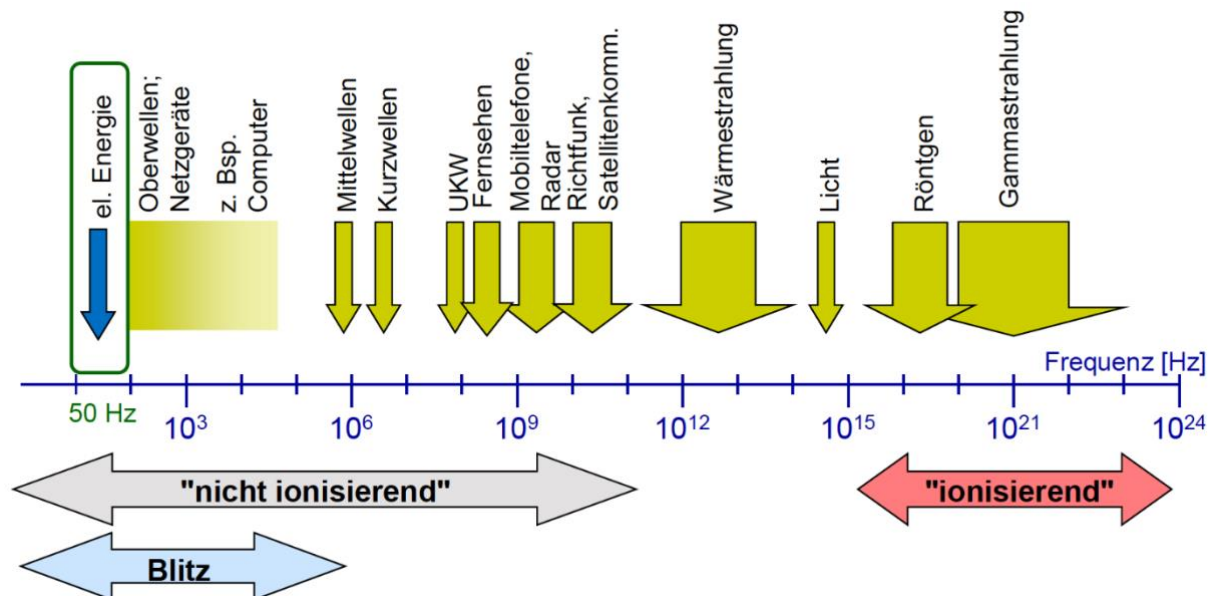 el. Energie
Oberwellen;
Netzgeräte
z. Bsp.
Computer
Mittelwellen
Kurzwellen
UKW
Fernsehen
Mobiltelefone,
Radar
Richtfunk,
Satellitenkomm.
Wärmestrahlung
Licht
Röntgen
Gammastrahlung
Frequenz [Hz]
50 Hz
10³
10⁶
10⁹
10¹²
10¹⁵
10²¹
10²⁴
"nicht ionisierend"
"ionisierend"
Blitz